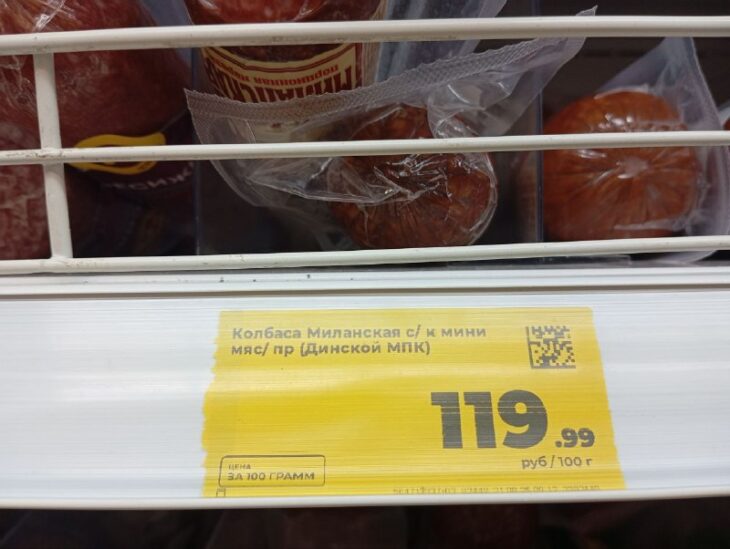 Колбаса Миланская с/ к мини
мяс/ пр (Динской МПК)
119.99
руб / 100 г
ЦЕНА
ЗА 100 ГРАММ